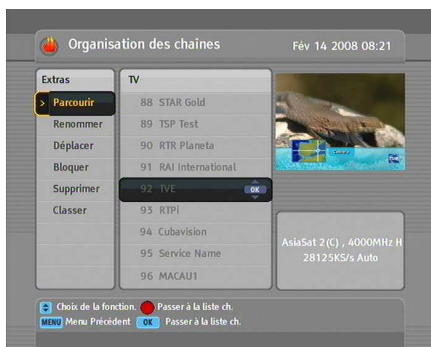 Organisation des chaines
Fév 14 2008 08:21
Extras
TV
> Parcourir
Renommer
Déplacer
Bloquer
Supprimer
Classer
88 STAR Gold
89 TSP Test
90 RTR Planeta
91 RAI International
92 TVE OK
93 RTPi
94 Cubavision
95 Service Name
96 MACAU1
AsiaSat 2(C) , 4000MHz H
28125KS/s Auto
Choix de la fonction. Passer à la liste ch.
MENU Menu Précédent OK Passer à la liste ch.